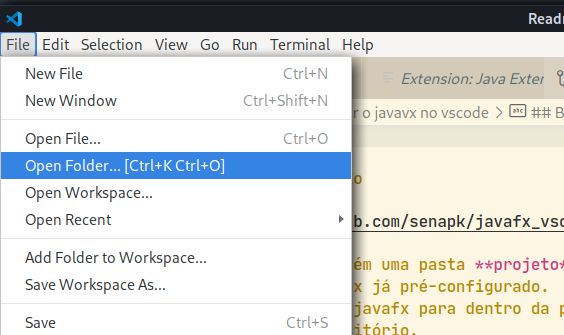 Readm
File Edit Selection View Go Run Terminal Help
New File Ctrl+N
Extension: Java Exter
New Window Ctrl+Shift+N
r o javavx no vscode > abc ## B
Open File... Ctrl+O
Open Folder... [Ctrl+K Ctrl+O]
o
Open Workspace...
Open Recent
b.com/senapk/javafx_vsc
Add Folder to Workspace...
ém uma pasta **projeto*
Save Workspace As...
x já pré-configurado.
javafx para dentro da p
Save Ctrl+S
itório.